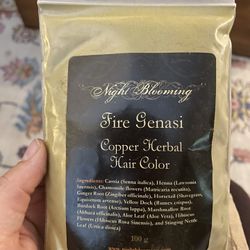 Night Blooming
Fire Genasi
Copper Herbal
Hair Color
Ingredients: Cassia (Senna italica), Henna (Lawsonia
inermis), Chamomile flowers (Matricaria recutita),
Ginger Root (Zingiber officinale), Horsetail (Shavegrass,
Equisetum arvense), Yellow Dock (Rumex crispus),
Burdock Root (Arctium lappa), Marshmallow Root
(Althaea officinalis), Aloe Leaf (Aloe Vera), Hibiscus
Flowers (Hibiscus Rosa Sinensis), and Stinging Nettle
Leaf (Urtica dioica)
100 g